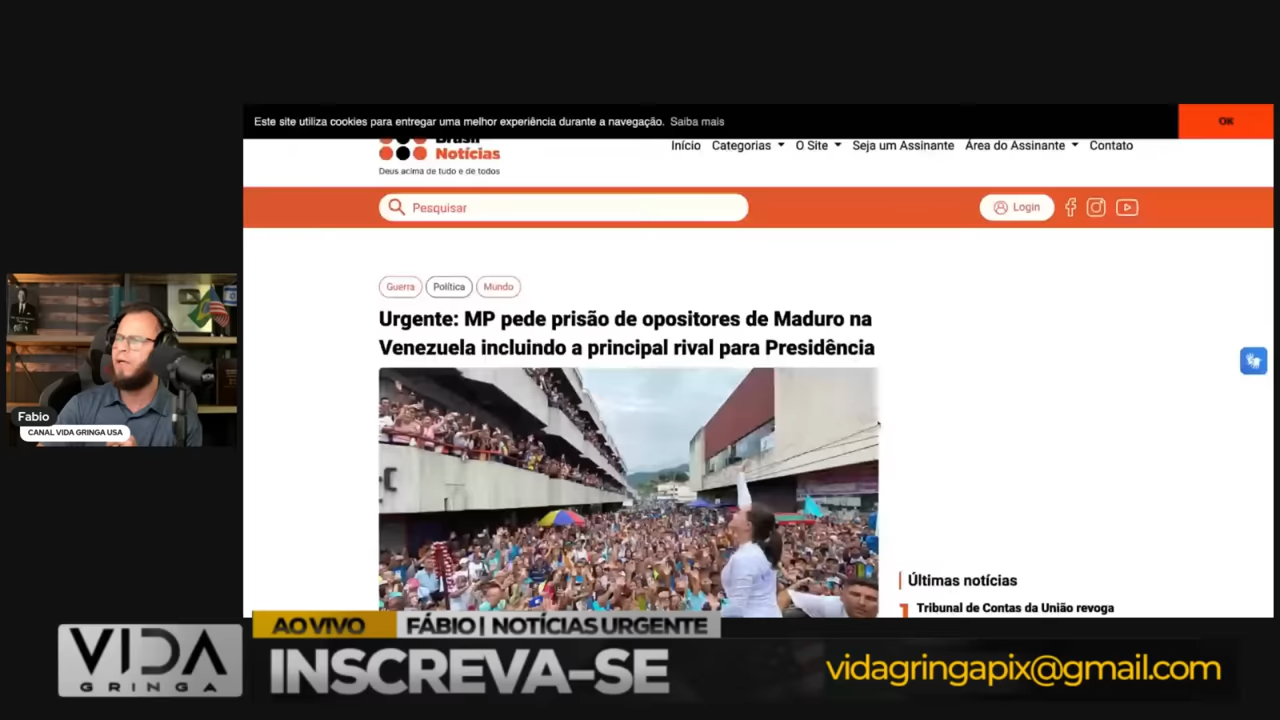 Este site utiliza cookies para entregar uma melhor experiência durante a navegação. Saiba mais
OK
Brasil
Notícias
Deus acima de tudo e de todos
Início Categorias O Site Seja um Assinante Área do Assinante Contato
Pesquisar
Login
Guerra Política Mundo
Urgente: MP pede prisão de opositores de Maduro na
Venezuela incluindo a principal rival para Presidência
Fabio
CANAL VIDA GRINGA USA
Últimas notícias
1 Tribunal de Contas da União revoga
AO VIVO FÁBIO | NOTÍCIAS URGENTE
VIDA
GRINGA
INSCREVA-SE
vidagringapix@gmail.com